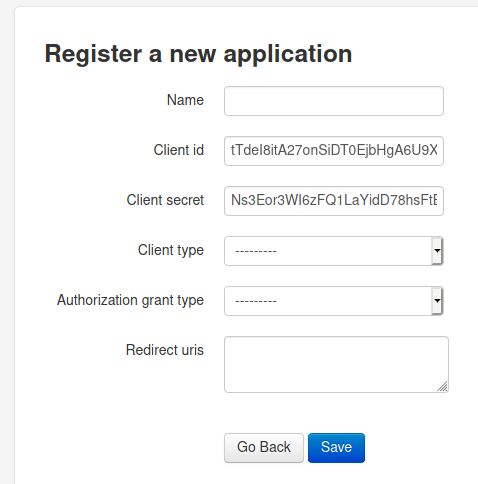 Register a new application
Name
Client id tTdeI8itA27onSiDT0EjbHgA6U9X
Client secret Ns3Eor3WI6zFQ1LaYidD78hsFtE
Client type ---------
Authorization grant type ---------
Redirect uris
Go Back Save